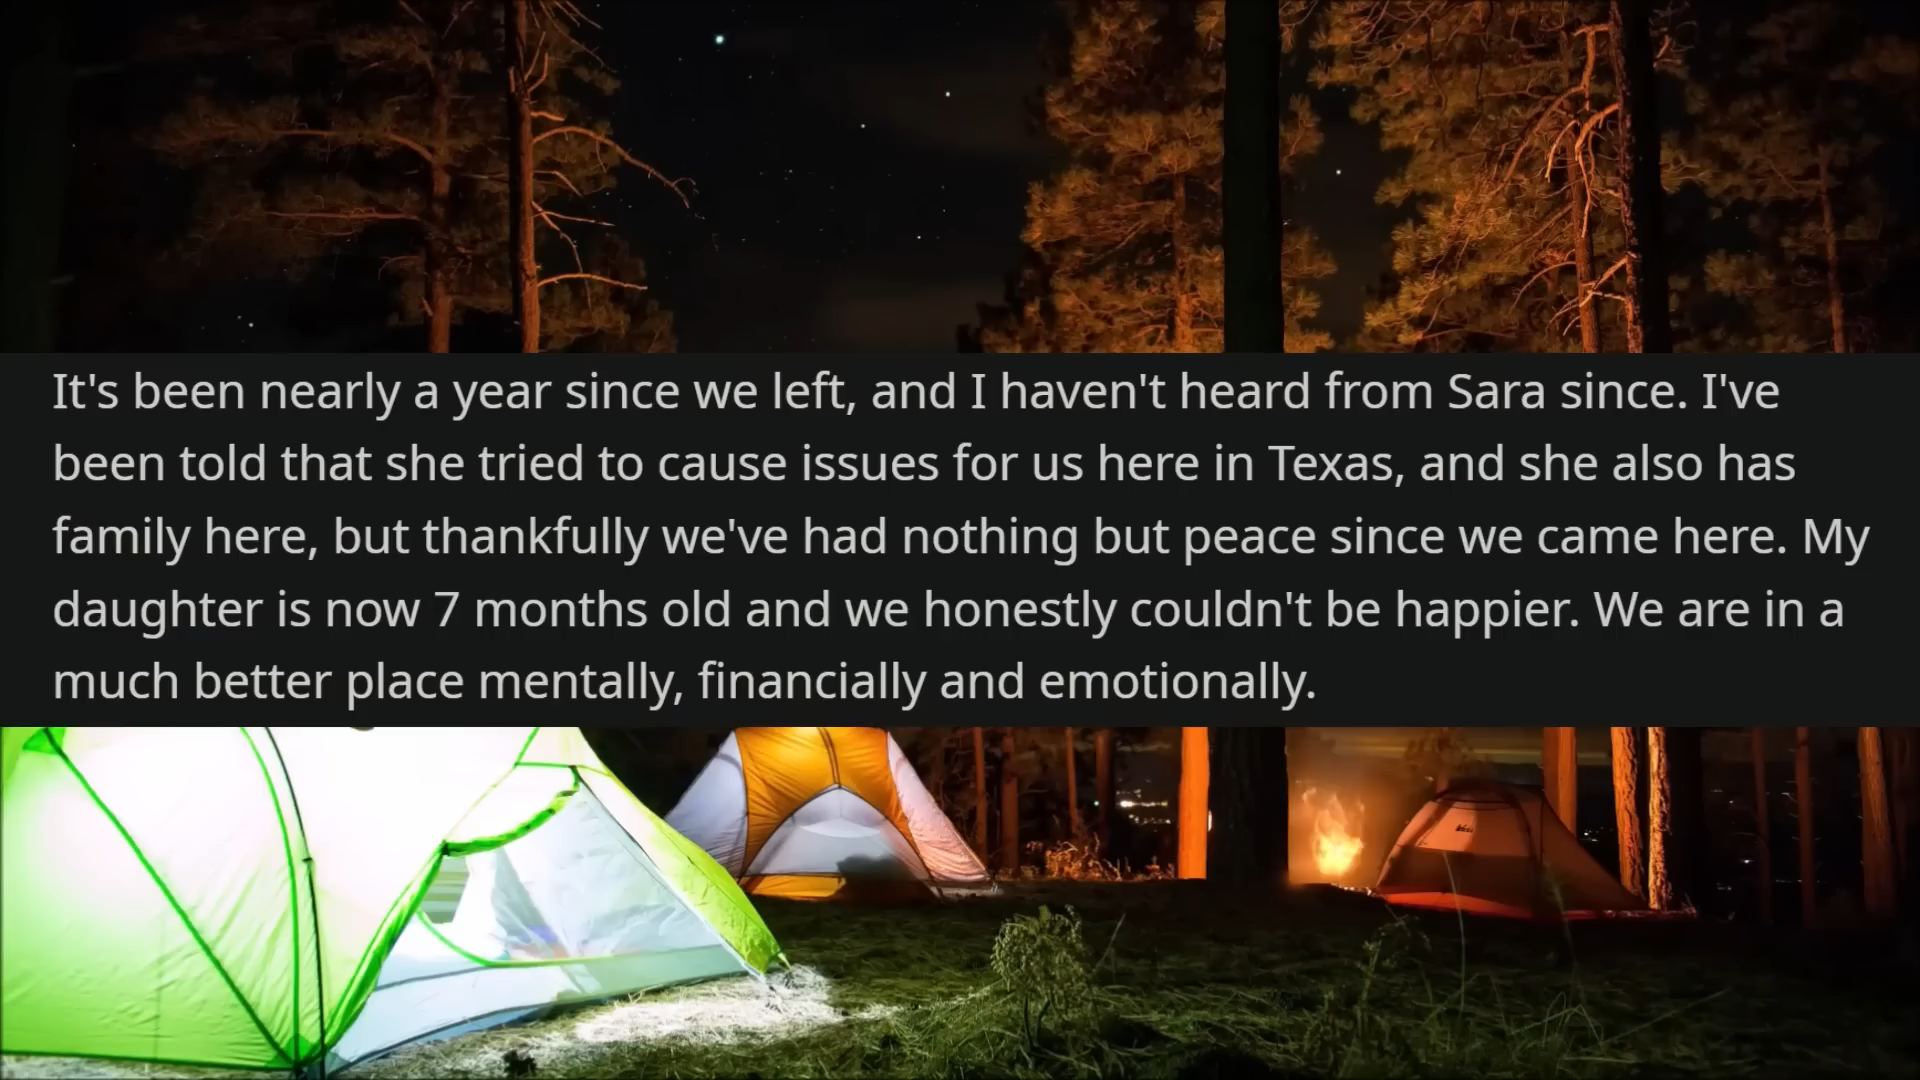 It's been nearly a year since we left, and I haven't heard from Sara since. I've
been told that she tried to cause issues for us here in Texas, and she also has
family here, but thankfully we've had nothing but peace since we came here. My
daughter is now 7 months old and we honestly couldn't be happier. We are in a
much better place mentally, financially and emotionally.